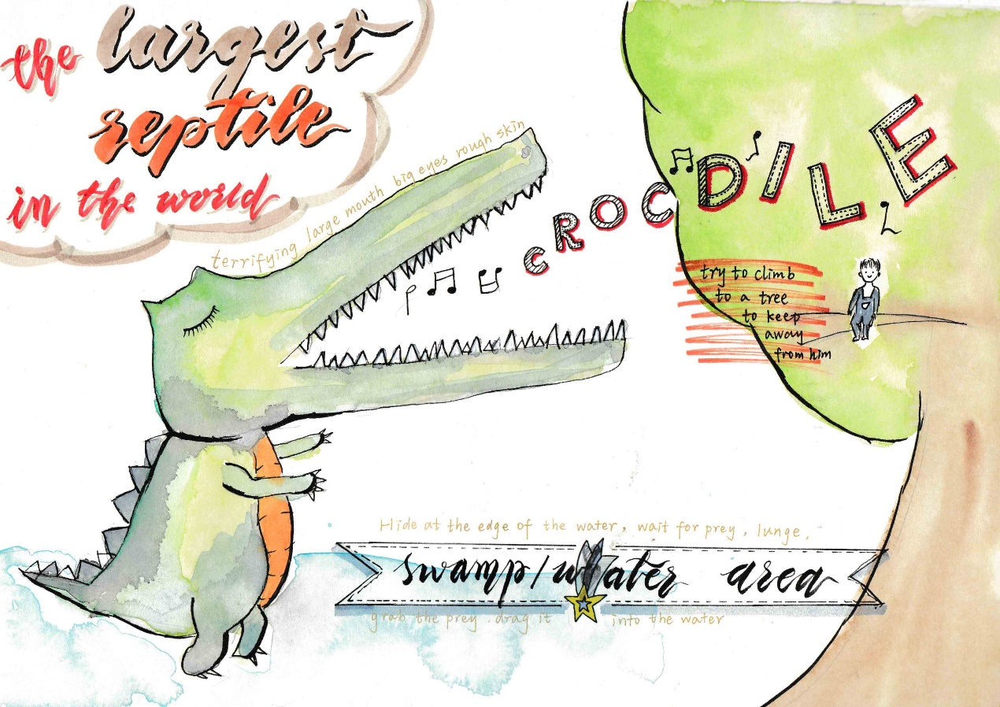 the largest
reptile
in the world
terrifying large mouth big eyes rough skin
CROCODILE
try to climb
to a tree
to keep
away
from him
Hide at the edge of the water, wait for prey, lunge,
swamp/water area
grab the prey. drag it into the water